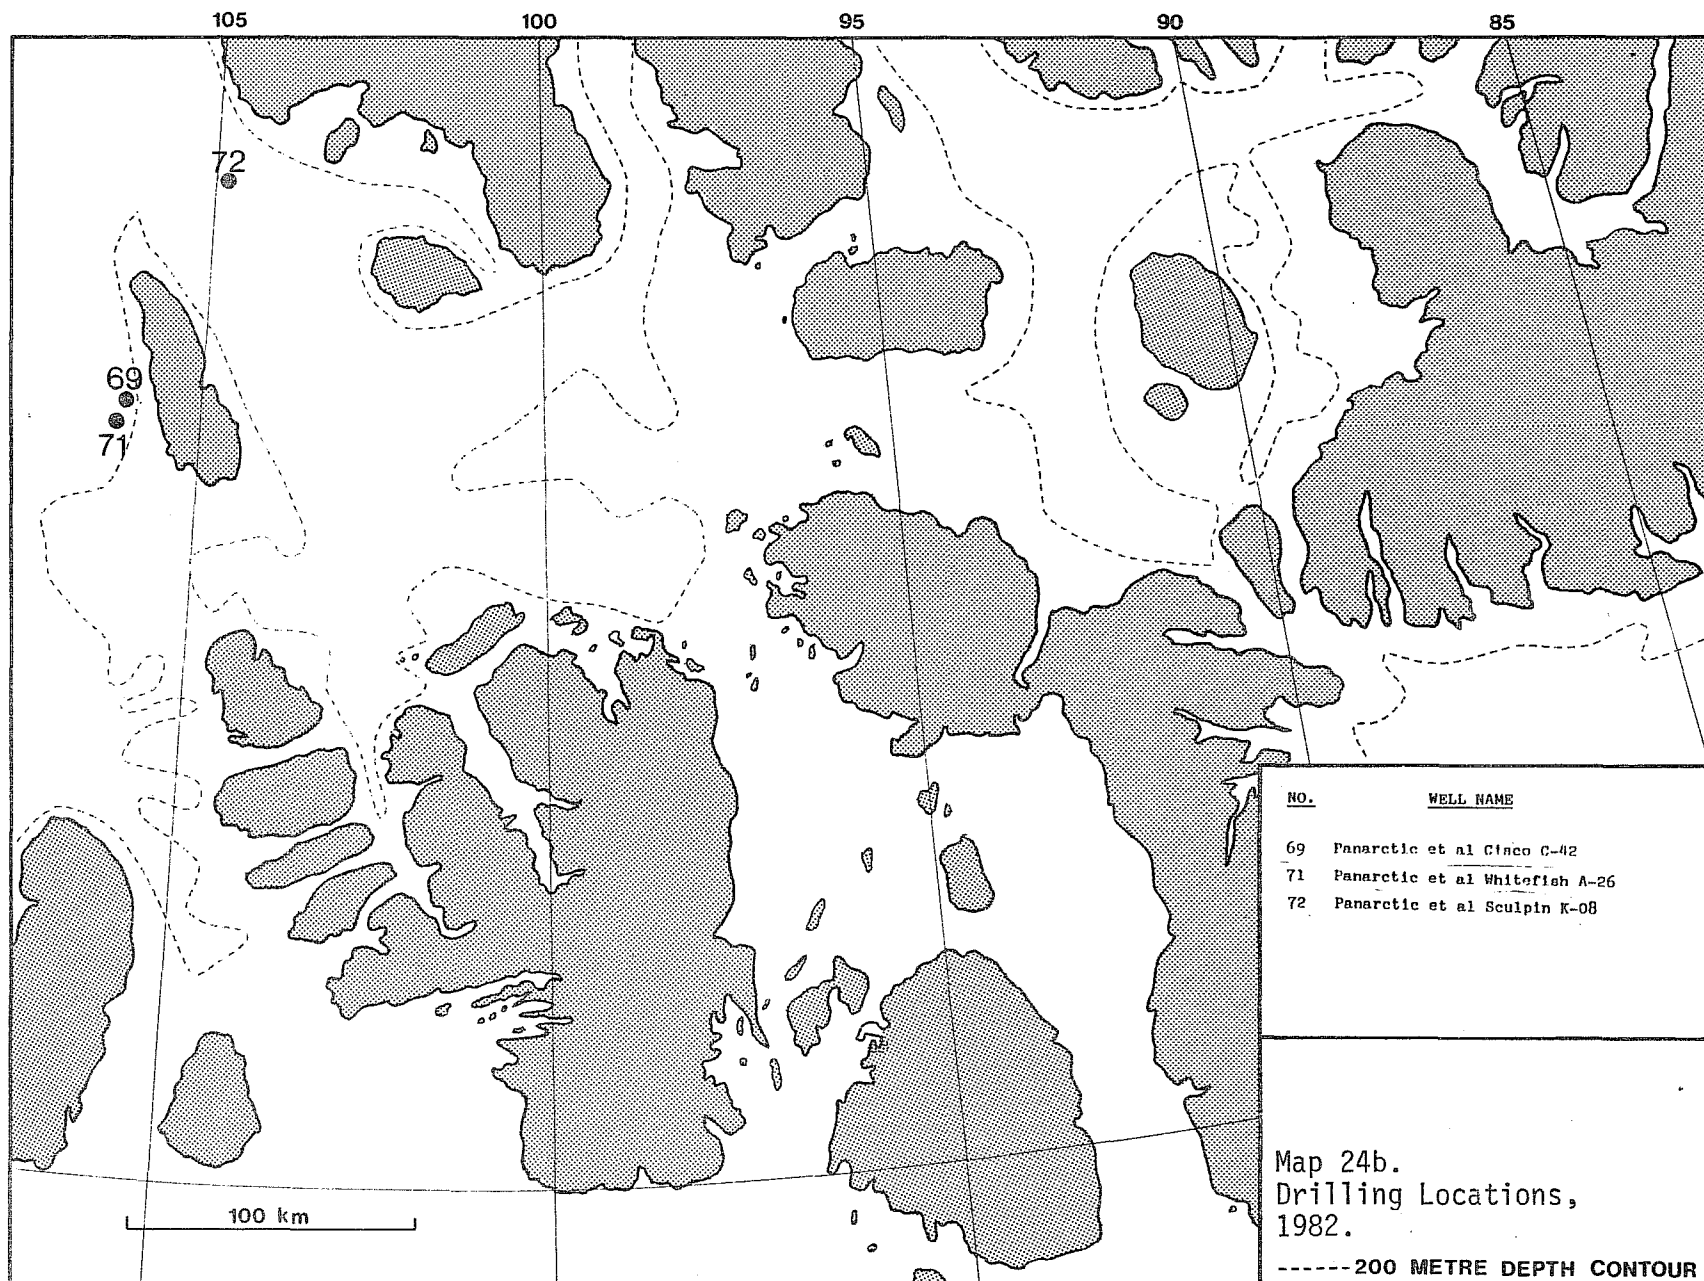 105 100 95 90 85
72
69
71
100 km
NO. WELL NAME
69 Panarctic et al Cisco C-42
71 Panarctic et al Whitefish A-26
72 Panarctic et al Sculpin K-08
Map 24b.
Drilling Locations,
1982.
------200 METRE DEPTH CONTOUR